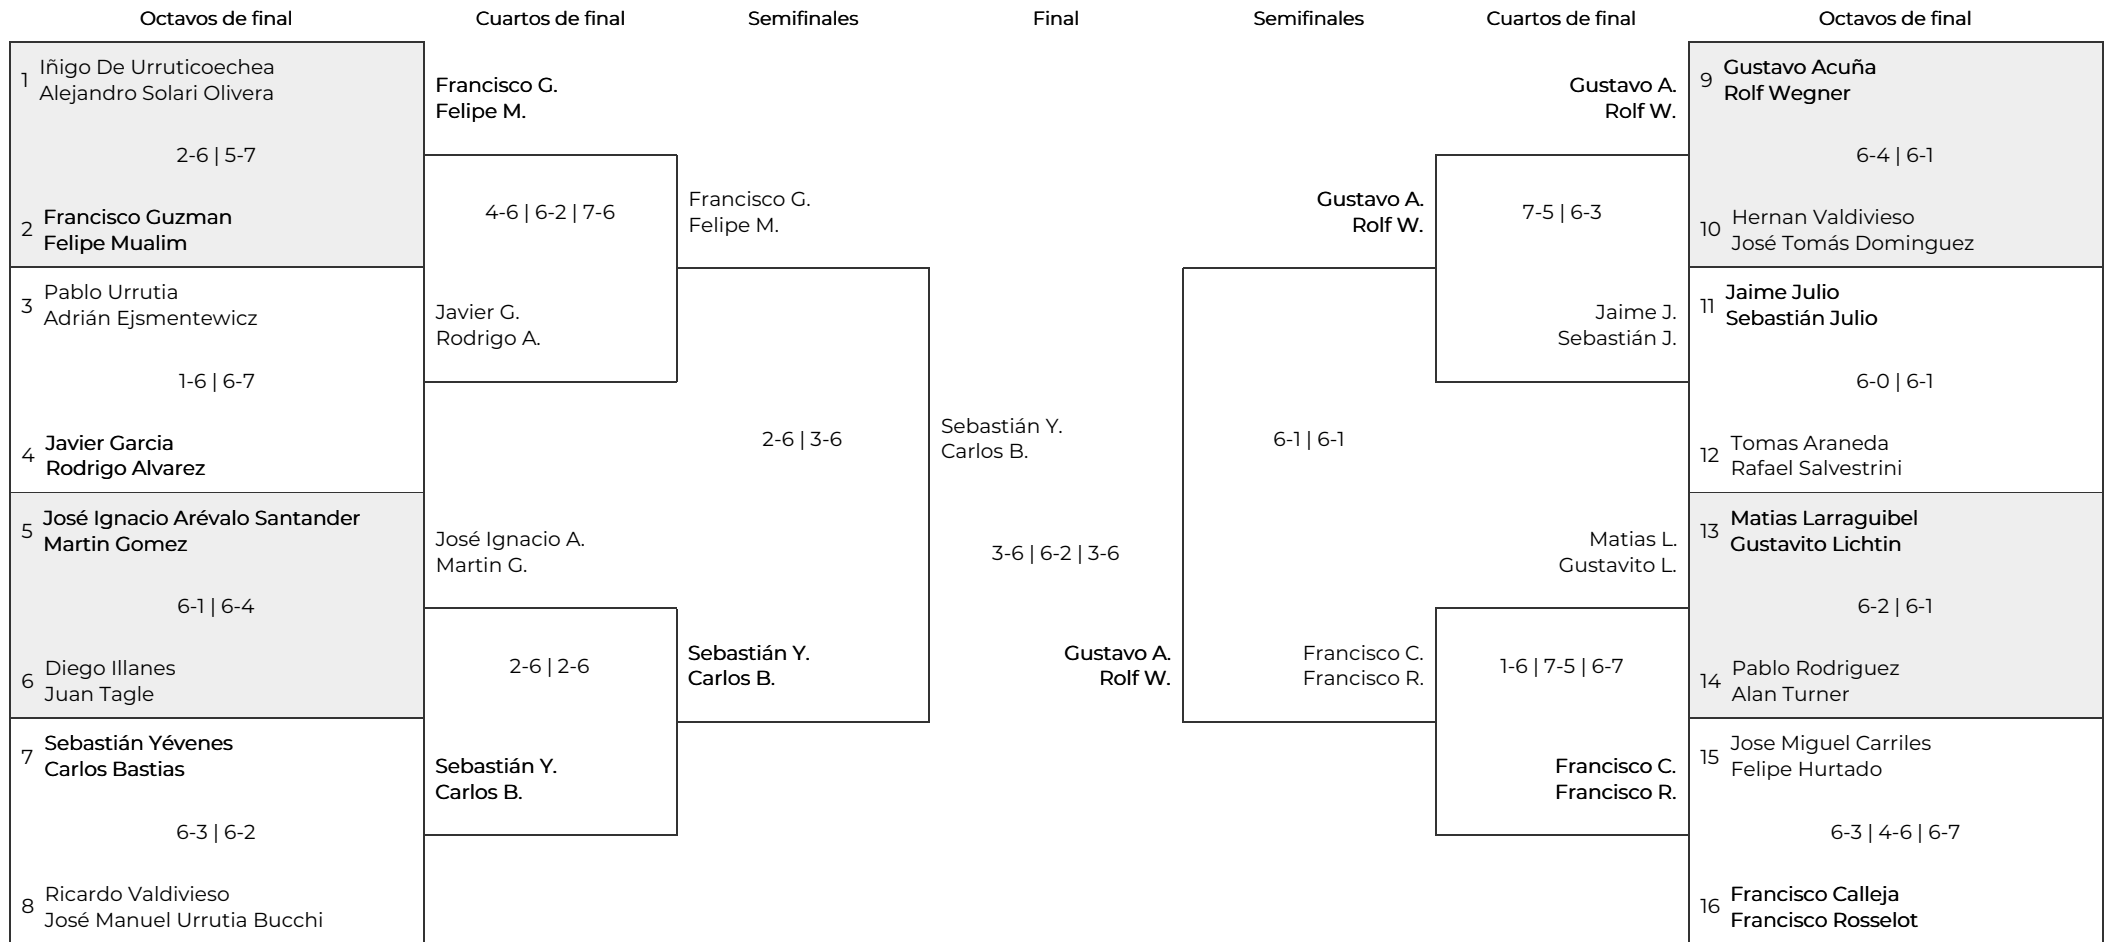 Octavos de final
Cuartos de final
Semifinales
Final
Semifinales
Cuartos de final
Octavos de final
1
Iñigo De Urruticoechea
Alejandro Solari Olivera
2-6 | 5-7
2
Francisco Guzman
Felipe Mualim
3
Pablo Urrutia
Adrián Ejsmentewicz
1-6 | 6-7
4
Javier Garcia
Rodrigo Alvarez
5
José Ignacio Arévalo Santander
Martin Gomez
6-1 | 6-4
6
Diego Illanes
Juan Tagle
7
Sebastián Yévenes
Carlos Bastias
6-3 | 6-2
8
Ricardo Valdivieso
José Manuel Urrutia Bucchi
Francisco G.
Felipe M.
4-6 | 6-2 | 7-6
Javier G.
Rodrigo A.
José Ignacio A.
Martin G.
2-6 | 2-6
Sebastián Y.
Carlos B.
Francisco G.
Felipe M.
2-6 | 3-6
Sebastián Y.
Carlos B.
Sebastián Y.
Carlos B.
3-6 | 6-2 | 3-6
Gustavo A.
Rolf W.
Gustavo A.
Rolf W.
6-1 | 6-1
Francisco C.
Francisco R.
Gustavo A.
Rolf W.
7-5 | 6-3
Jaime J.
Sebastián J.
Matias L.
Gustavito L.
1-6 | 7-5 | 6-7
Francisco C.
Francisco R.
9
Gustavo Acuña
Rolf Wegner
6-4 | 6-1
10
Hernan Valdivieso
José Tomás Dominguez
11
Jaime Julio
Sebastián Julio
6-0 | 6-1
12
Tomas Araneda
Rafael Salvestrini
13
Matias Larraguibel
Gustavito Lichtin
6-2 | 6-1
14
Pablo Rodriguez
Alan Turner
15
Jose Miguel Carriles
Felipe Hurtado
6-3 | 4-6 | 6-7
16
Francisco Calleja
Francisco Rosselot